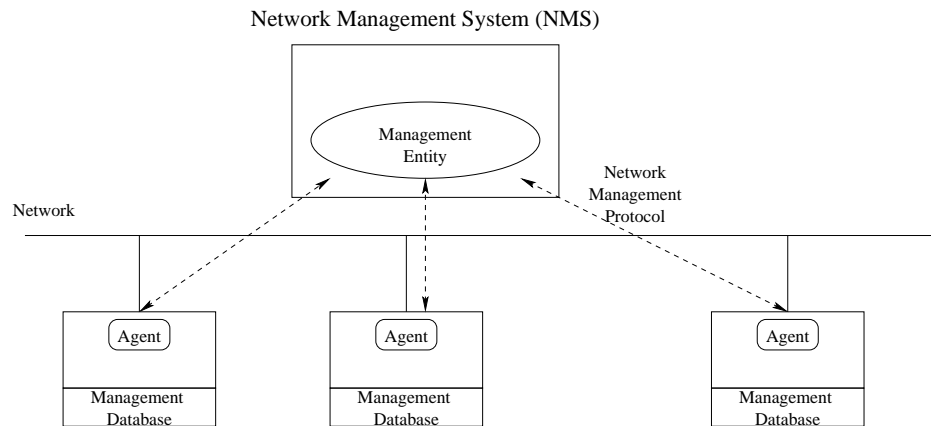 Network Management System (NMS)
Management
Entity
Network
Management
Protocol
Network
Agent
Agent
Agent
Management
Database
Management
Database
Management
Database